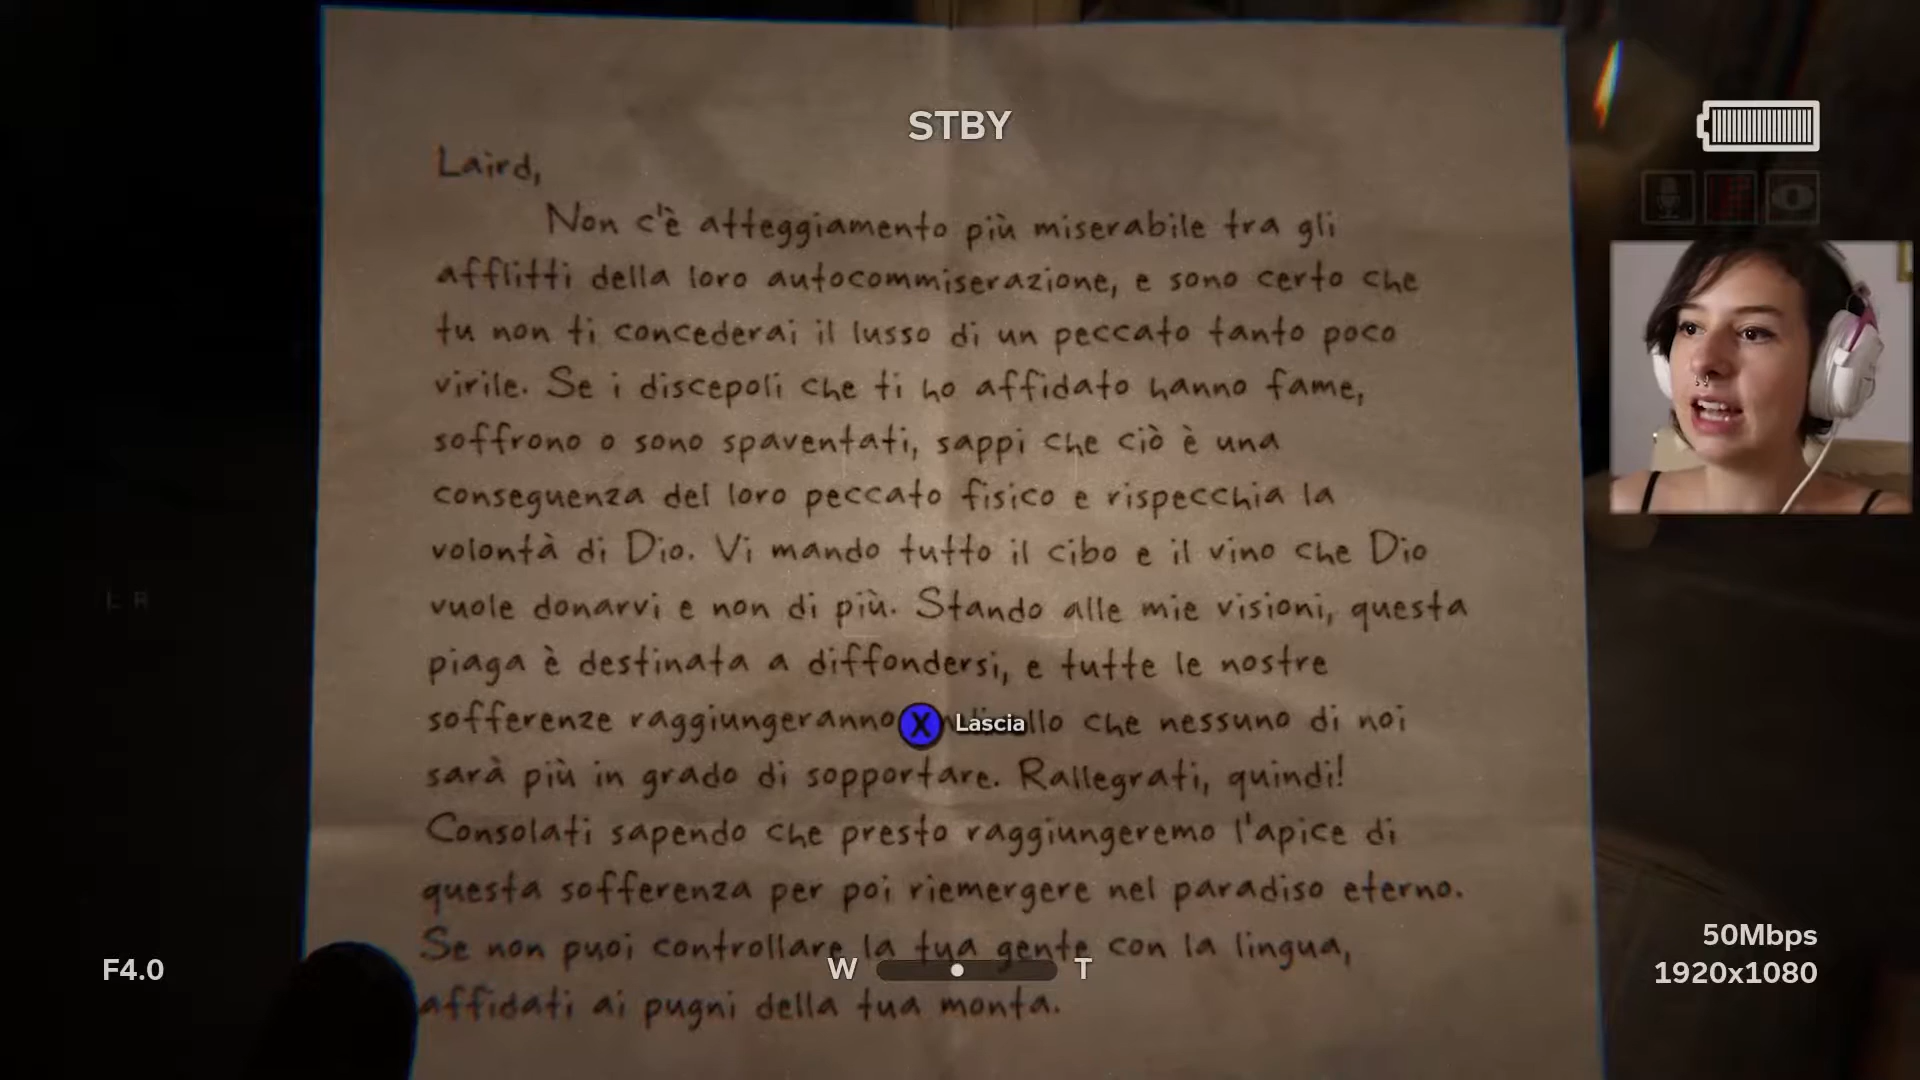 STBY
Laird,
Non c'è atteggiamento più miserabile tra gli
afflitti della loro autocommiserazione, e sono certo che
tu non ti concederai il lusso di un peccato tanto poco
virile. Se i discepoli che ti ho affidato hanno fame,
soffrono o sono spaventati, sappi che ciò è una
conseguenza del loro peccato fisico e rispecchia la
volontà di Dio. Vi mando tutto il cibo e il vino che Dio
vuole donarvi e non di più. Stando alle mie visioni, questa
piaga è destinata a diffondersi, e tutte le nostre
sofferenze raggiungeranno che nessuno di noi
X Lascia
sarà più in grado di sopportare. Rallegrati, quindi!
Consolati sapendo che presto raggiungeremo l'apice di
questa sofferenza per poi riemergere nel paradiso eterno.
Se non puoi controllare la tua gente con la lingua,
affidati ai pugni della tua monta.
L R
F4.0
W T
50Mbps
1920x1080